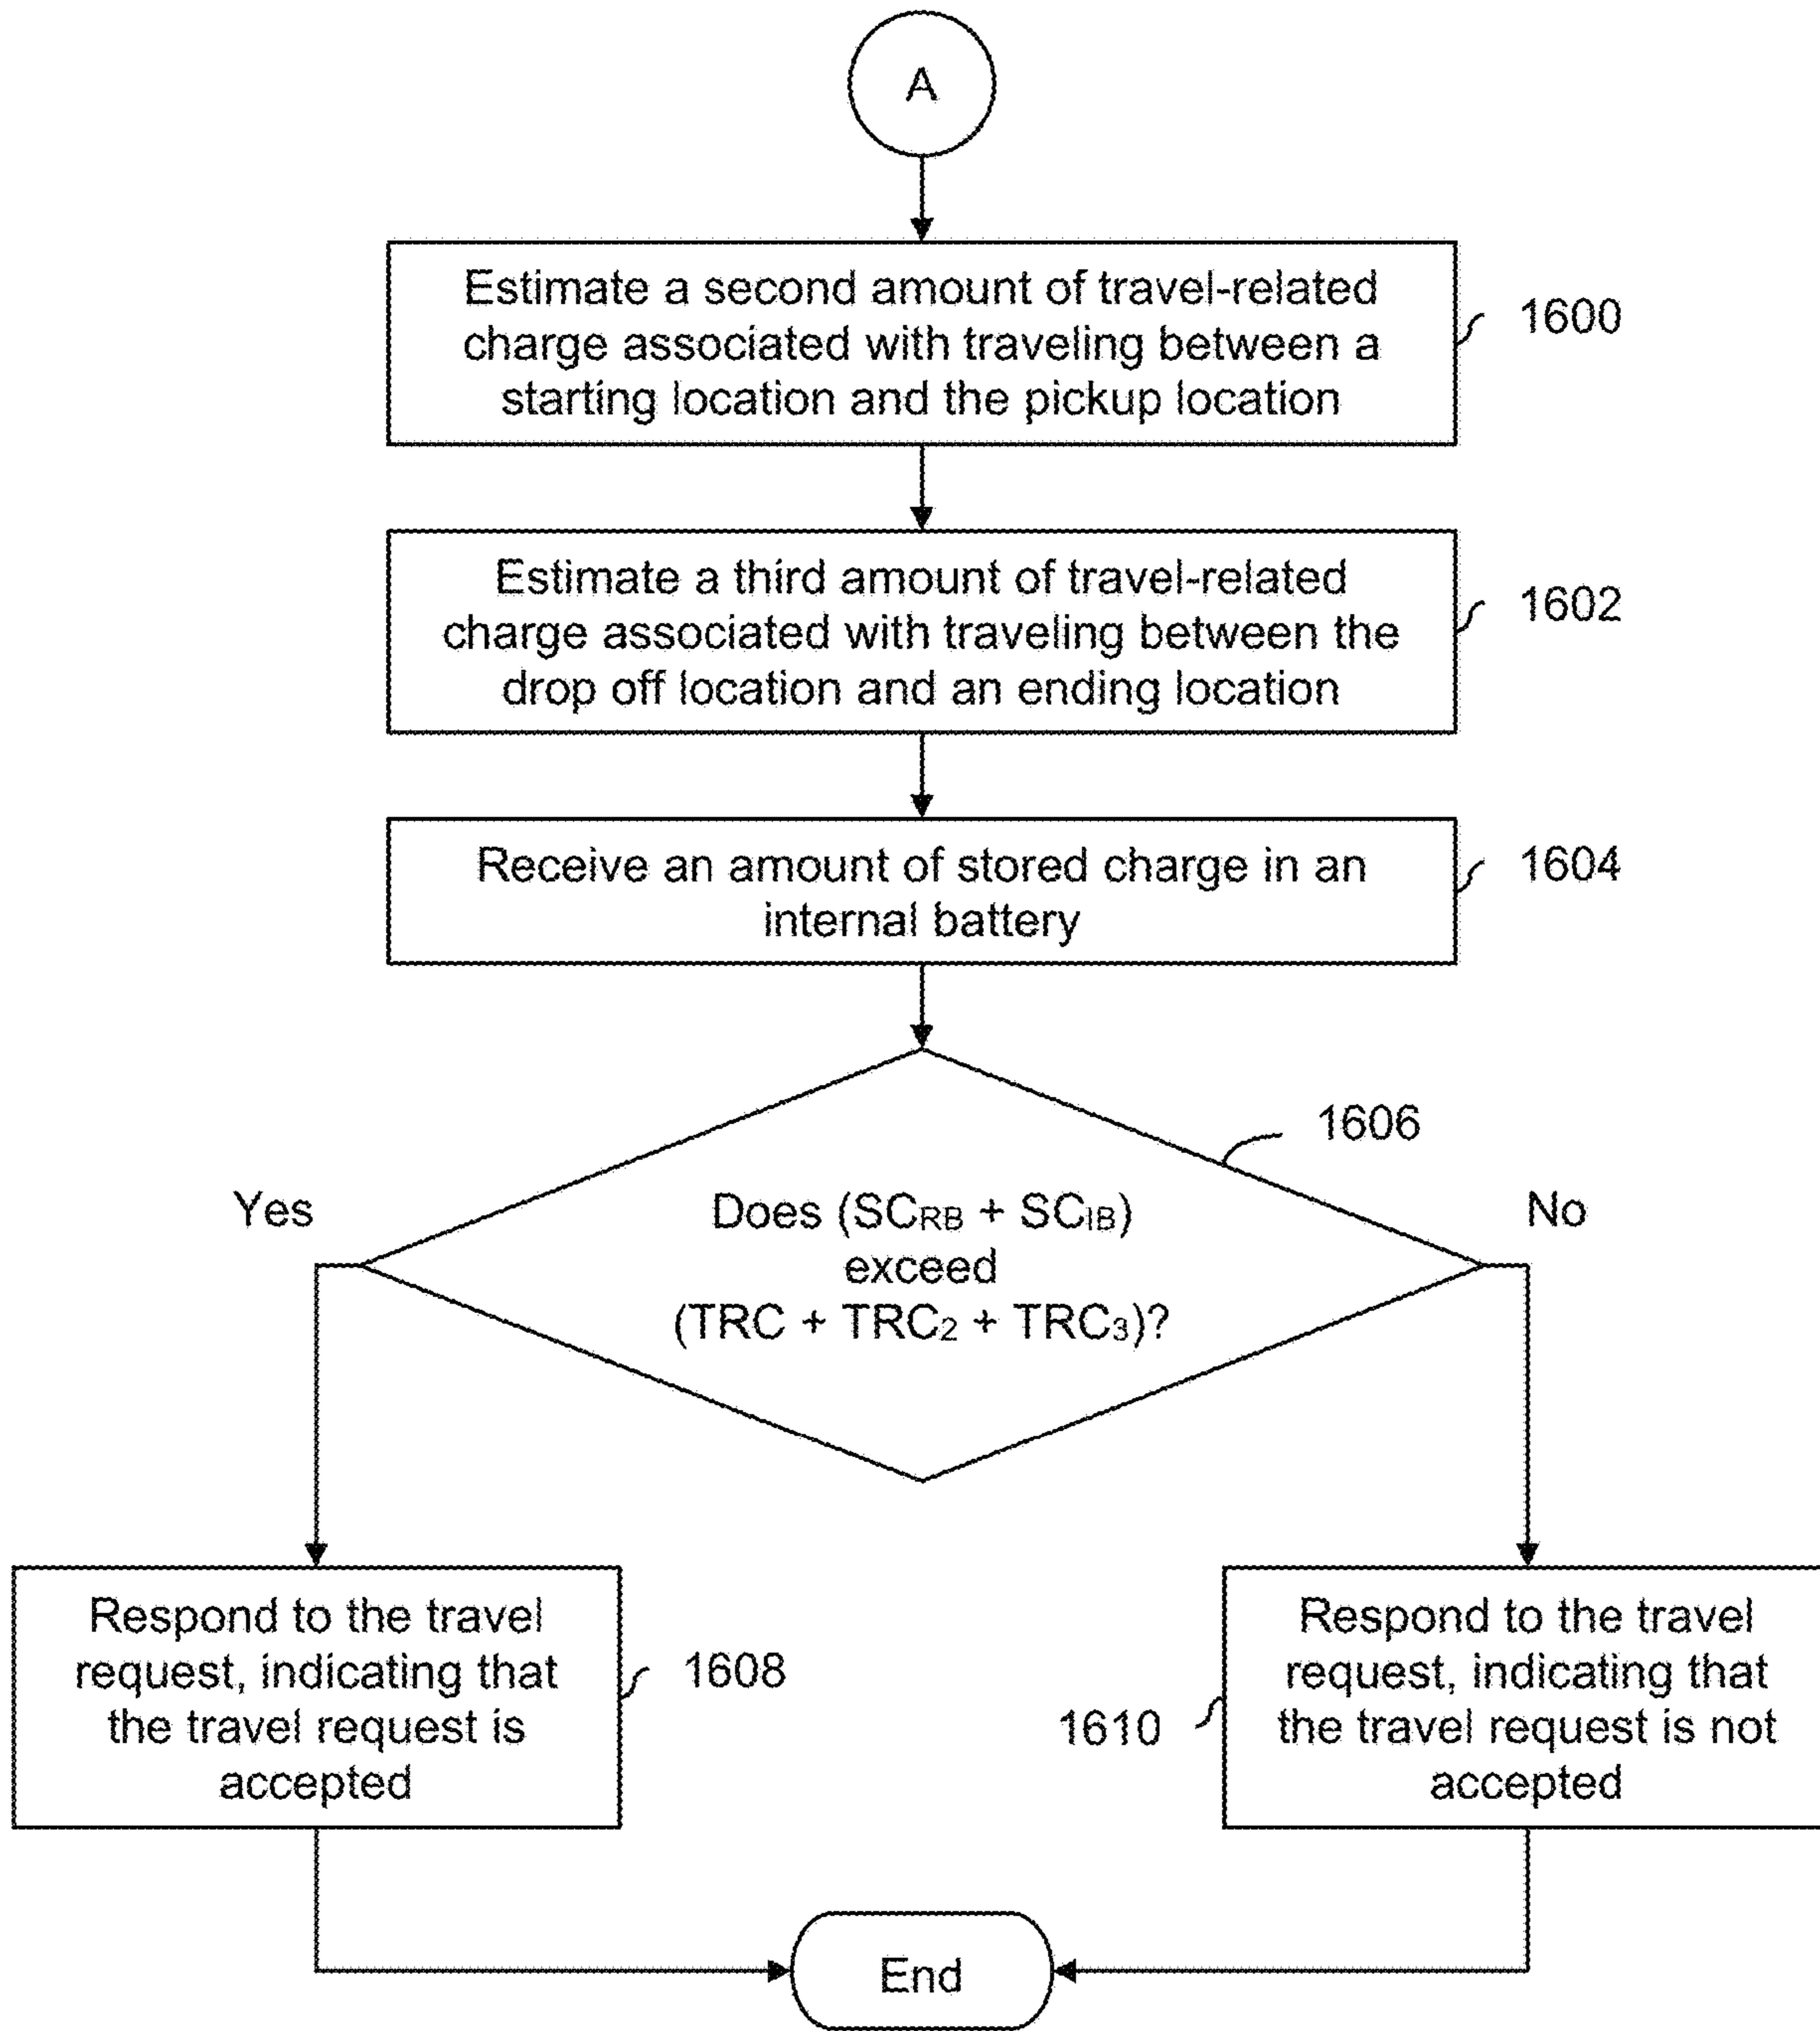 A
Estimate a second amount of travel-related
charge associated with traveling between a
starting location and the pickup location
1600
Estimate a third amount of travel-related
charge associated with traveling between the
drop off location and an ending location
1602
Receive an amount of stored charge in an
internal battery
1604
1606
Yes
No
Does (SCRB + SCIB)
exceed
(TRC + TRC2 + TRC3)?
Respond to the travel
request, indicating that
the travel request is
accepted
1608
1610
Respond to the travel
request, indicating that
the travel request is not
accepted
End